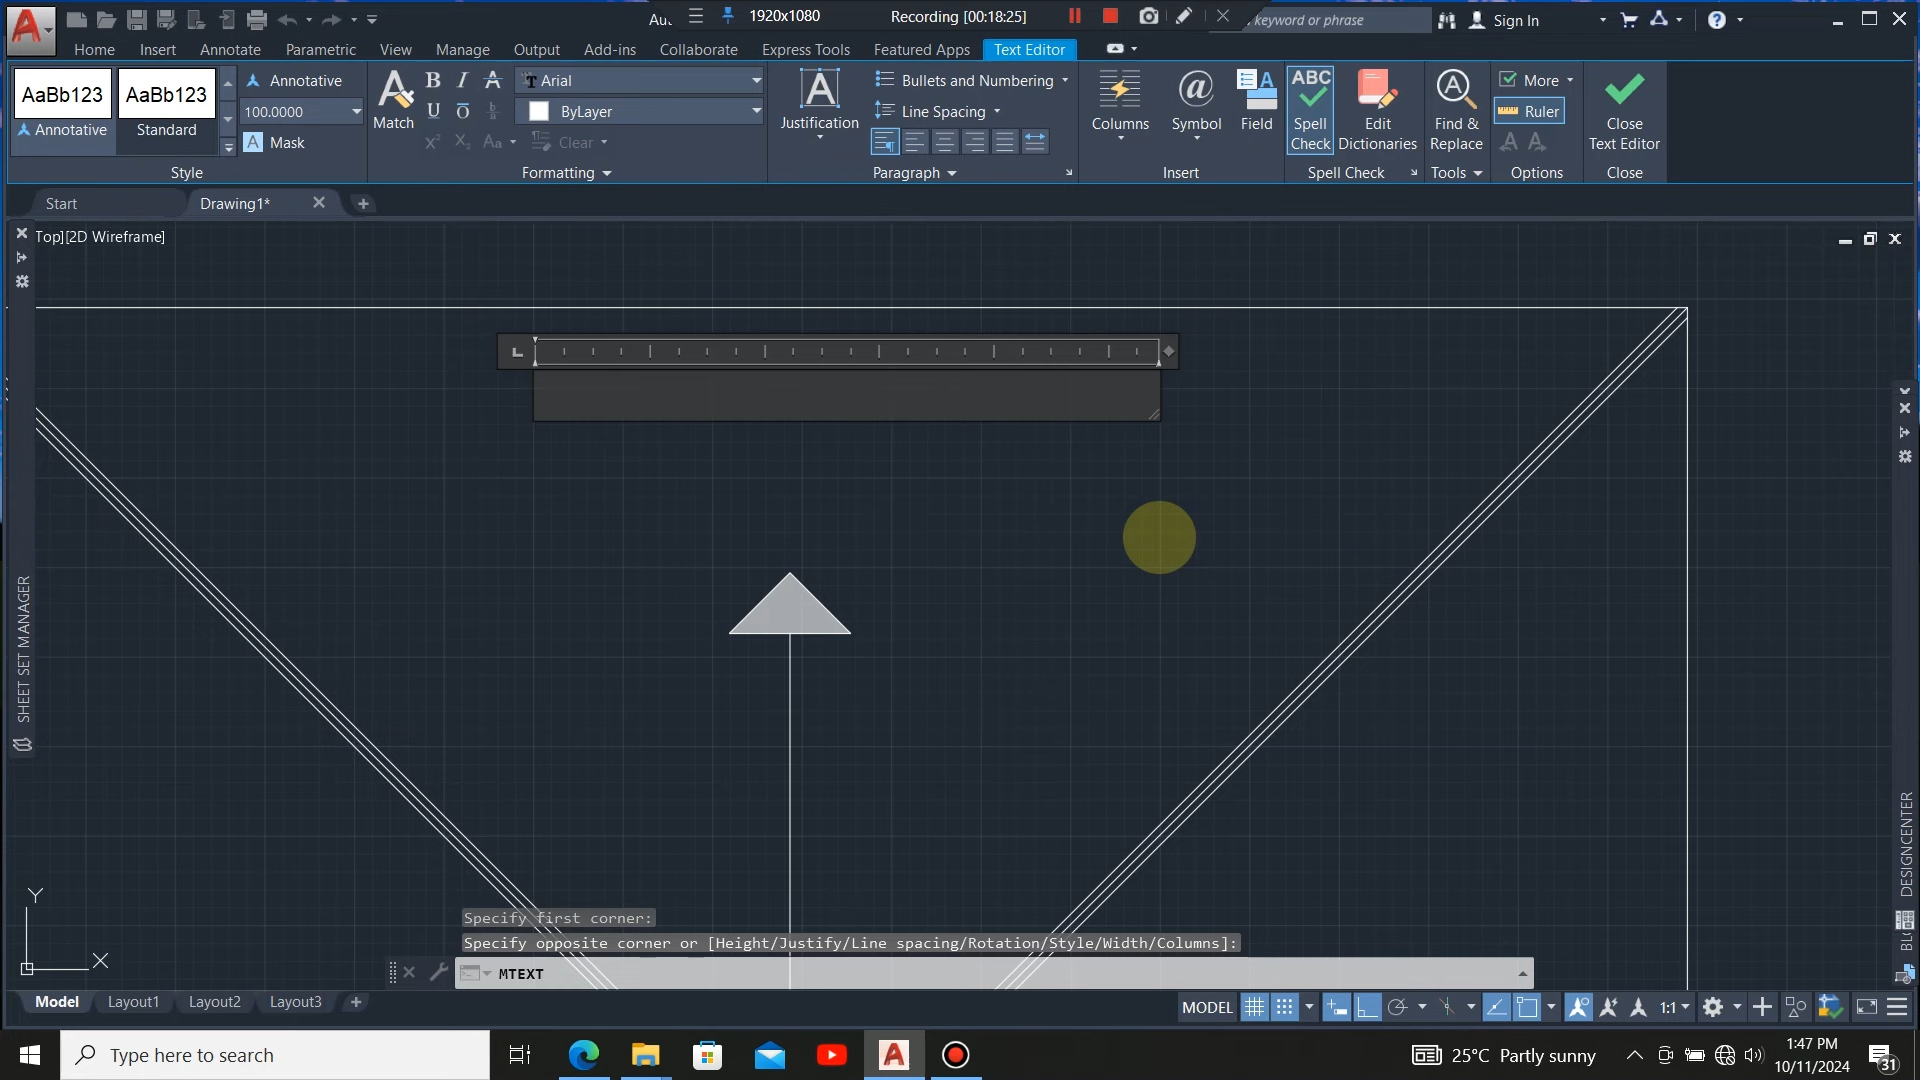 Au
1920x1080
Recording [00:18:25]
keyword or phrase
Sign In
Home
Insert
Annotate
Parametric
View
Manage
Output
Add-ins
Collaborate
Express Tools
Featured Apps
Text Editor
AaBb123
AaBb123
Annotative
Standard
Annotative
100.0000
Mask
Style
Match
Arial
ByLayer
Clear
Formatting
Justification
Bullets and Numbering
Line Spacing
Paragraph
Columns
Symbol
Field
Insert
ABC
Spell
Check
Edit
Dictionaries
Spell Check
Find &
Replace
Tools
More
Ruler
Options
Close
Text Editor
Close
Start
Drawing1*
Top][2D Wireframe]
SHEET SET MANAGER
DESIGNCENTER
Y
X
Specify first corner:
Specify opposite corner or [Height/Justify/Line spacing/Rotation/Style/Width/Columns]:
MTEXT
Model
Layout1
Layout2
Layout3
MODEL
1:1
Type here to search
25°C Partly sunny
1:47 PM
10/11/2024
31